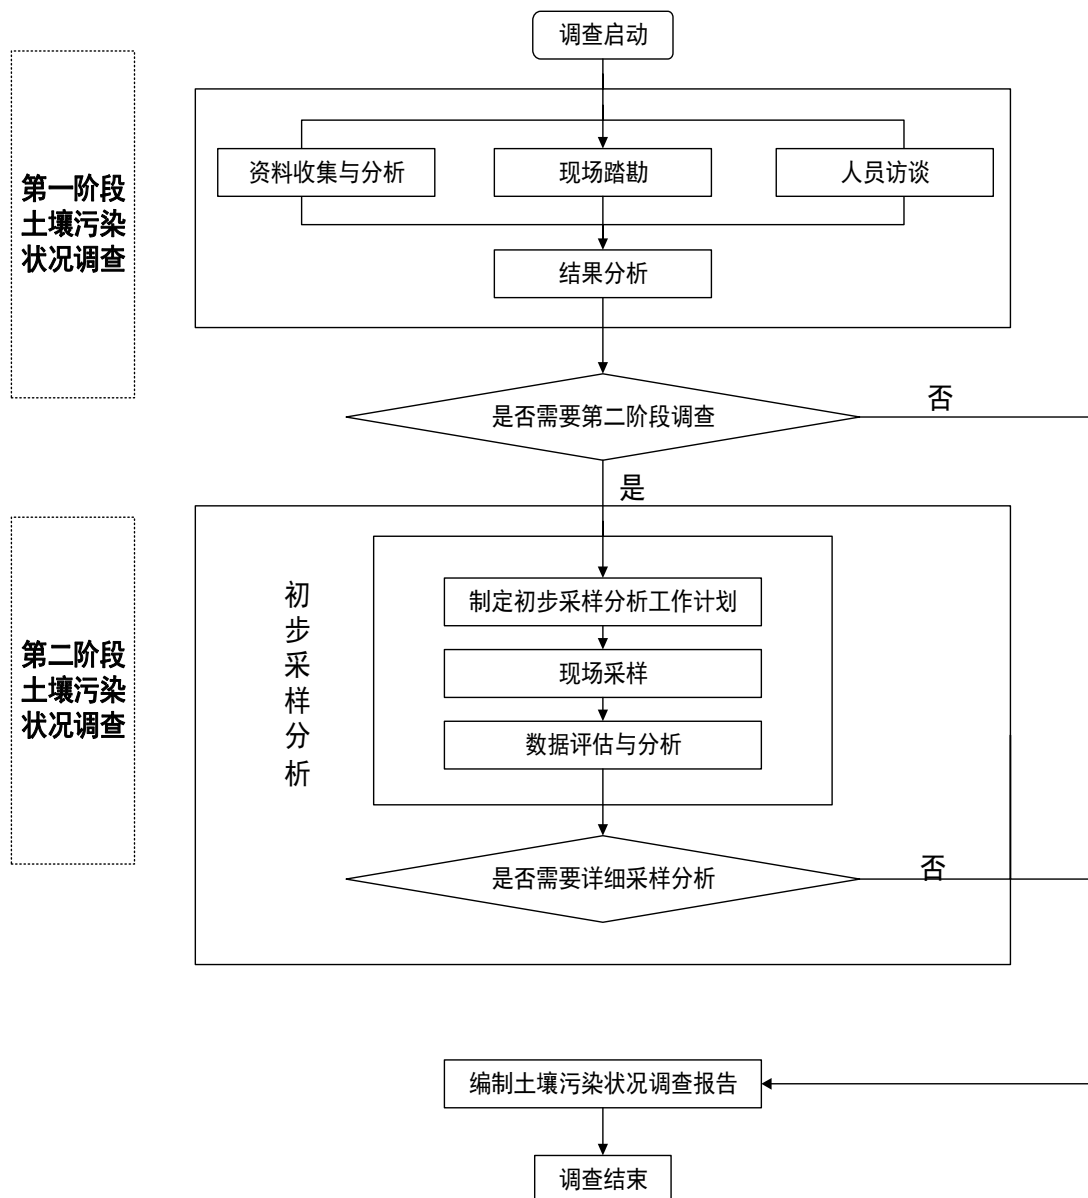 调查启动
第一阶段
土壤污染
状况调查
资料收集与分析
现场踏勘
人员访谈
结果分析
是否需要第二阶段调查
否
是
第二阶段
土壤污染
状况调查
初步采样分析
制定初步采样分析工作计划
现场采样
数据评估与分析
是否需要详细采样分析
否
编制土壤污染状况调查报告
调查结束